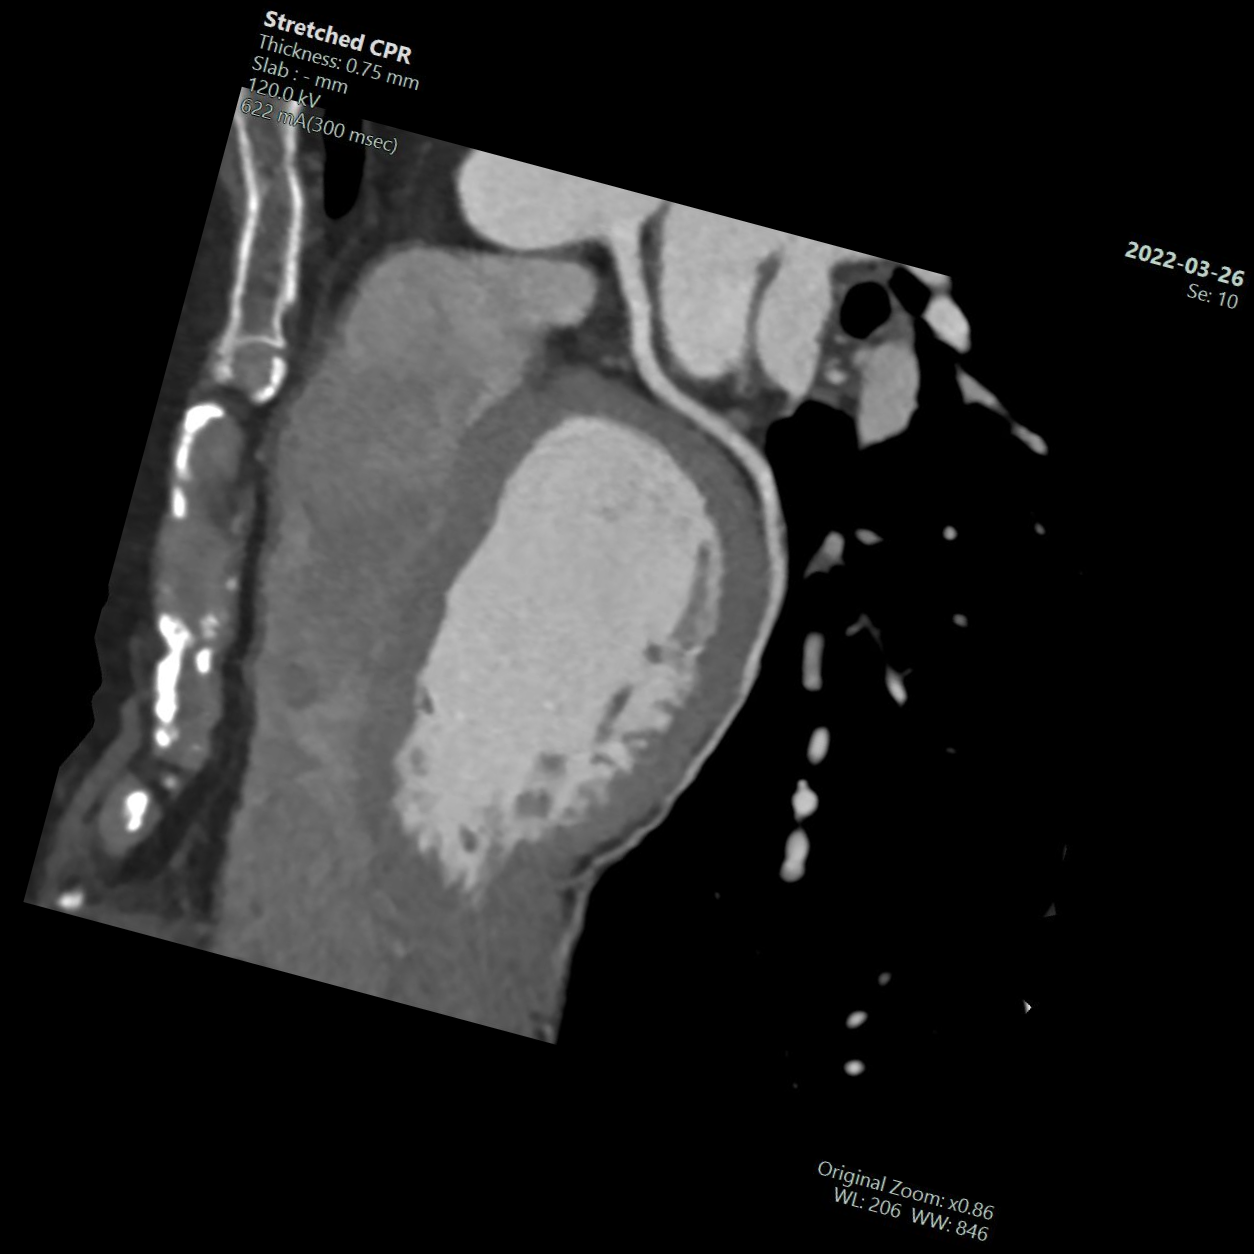 Stretched CPR
Thickness: 0.75 mm
Slab : - mm
120.0 kV
622 mA(300 msec)
2022-03-26
Se: 10
Original Zoom: x0.86
WL: 206 WW: 846